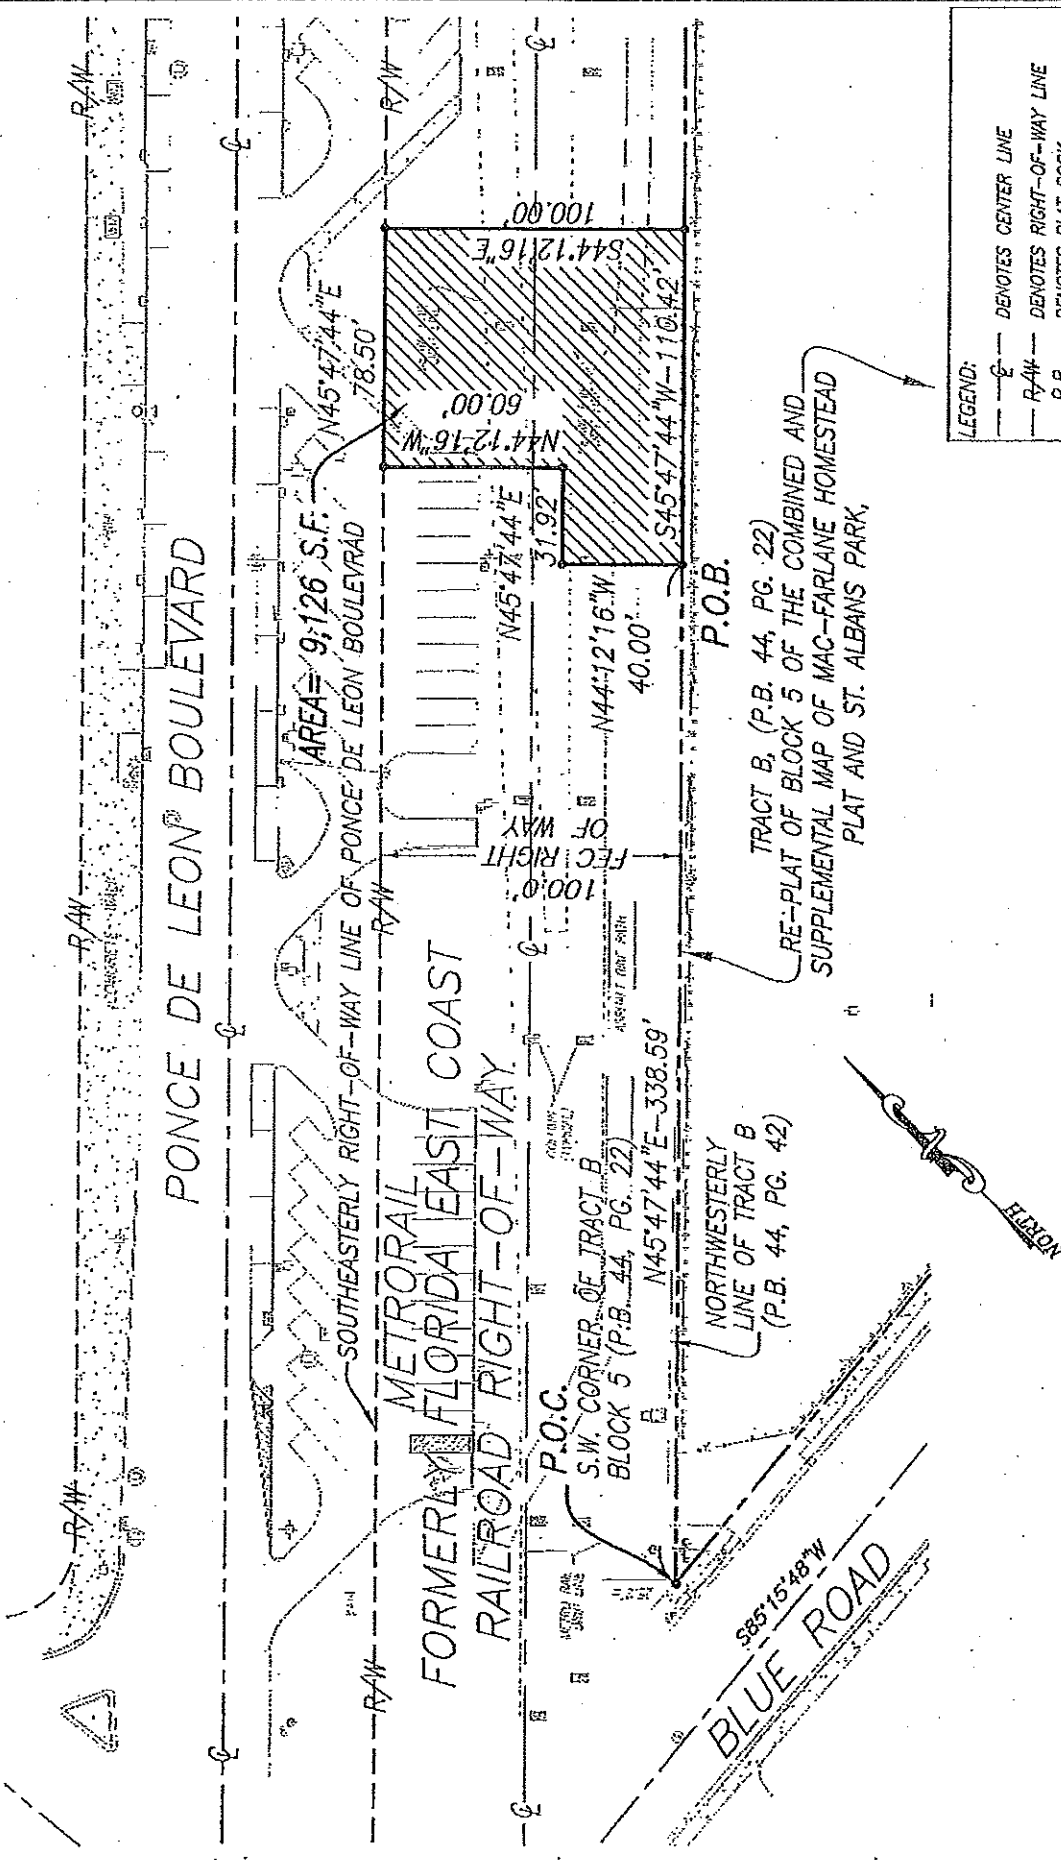 R/W
R/W
R/W
CONCRETE
PONCE DE LEON BOULEVARD
AREA= 9,126 S.F.
N45°47'44"E
78.50'
SOUTHEASTERLY RIGHT-OF-WAY LINE OF PONCE DE LEON BOULEVRAD
R/W
R/W
R/W
METRORAIL
FORMERLY FLORIDA EAST COAST
RAILROAD RIGHT-OF-WAY
N44°12'16"W
60.00'
S44°12'16"E
100.00'
N45°47'44"E
31.92'
N44°12'16"W
40.00'
S45°47'44"W-110.42'
100.0'
FEC RIGHT
OF WAY
P.O.B.
P.O.C.
S.W. CORNER OF TRACT B
BLOCK 5 (P.B. 44, PG. 22)
N45°47'44"E-338.59'
NORTHWESTERLY
LINE OF TRACT B
(P.B. 44, PG. 42)
TRACT B, (P.B. 44, PG. 22)
RE-PLAT OF BLOCK 5 OF THE COMBINED AND
SUPPLEMENTAL MAP OF MAC-FARLANE HOMESTEAD
PLAT AND ST. ALBANS PARK,
S85°15'48"W
BLUE ROAD
NORTH
LEGEND:
℄ DENOTES CENTER LINE
R/W DENOTES RIGHT-OF-WAY LINE